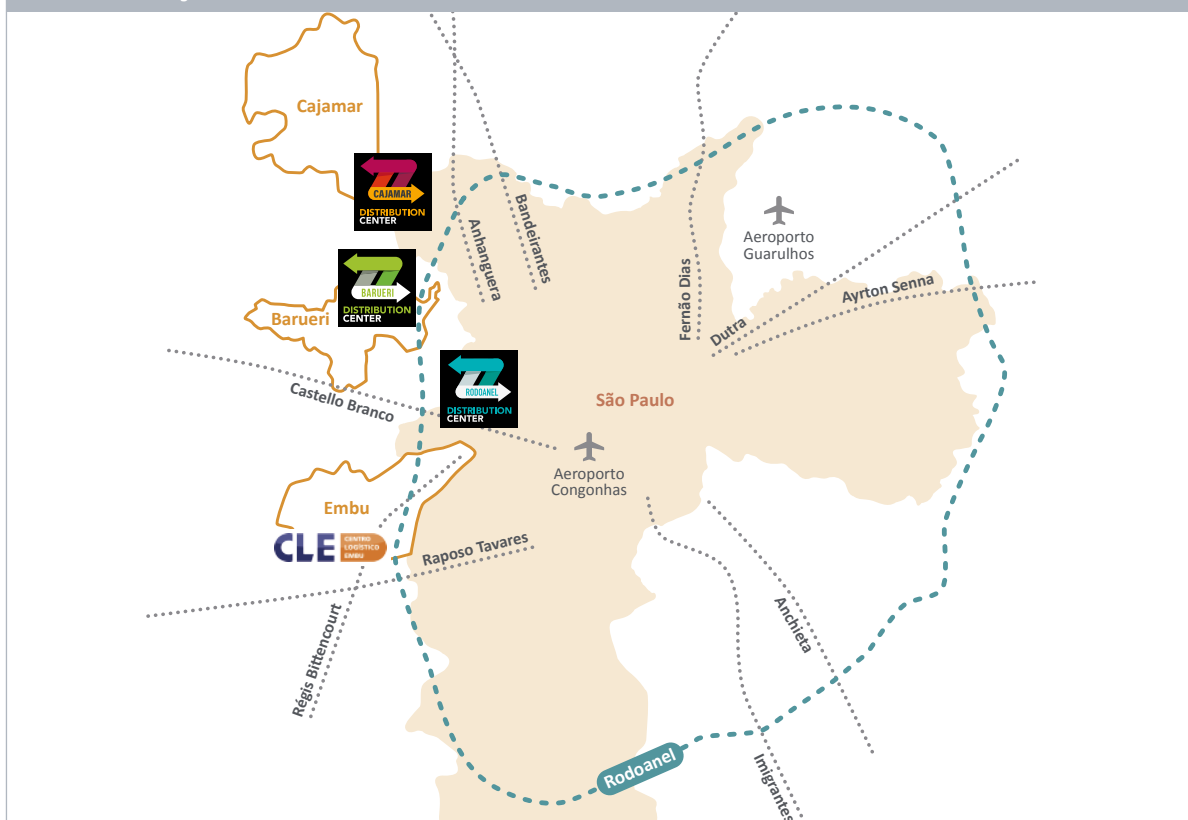 Cajamar
CAJAMAR
DISTRIBUTION
CENTER
Bandeirantes
Anhanguera
Aeroporto
Guarulhos
Fernão Dias
Dutra
Ayrton Senna
BARUERI
DISTRIBUTION
CENTER
Barueri
Castello Branco
RODOANEL
DISTRIBUTION
CENTER
São Paulo
Aeroporto
Congonhas
Embu
CLE
CENTRO
LOGÍSTICO
EMBU
Raposo Tavares
Régis Bittencourt
Anchieta
Rodoanel
Imigrantes